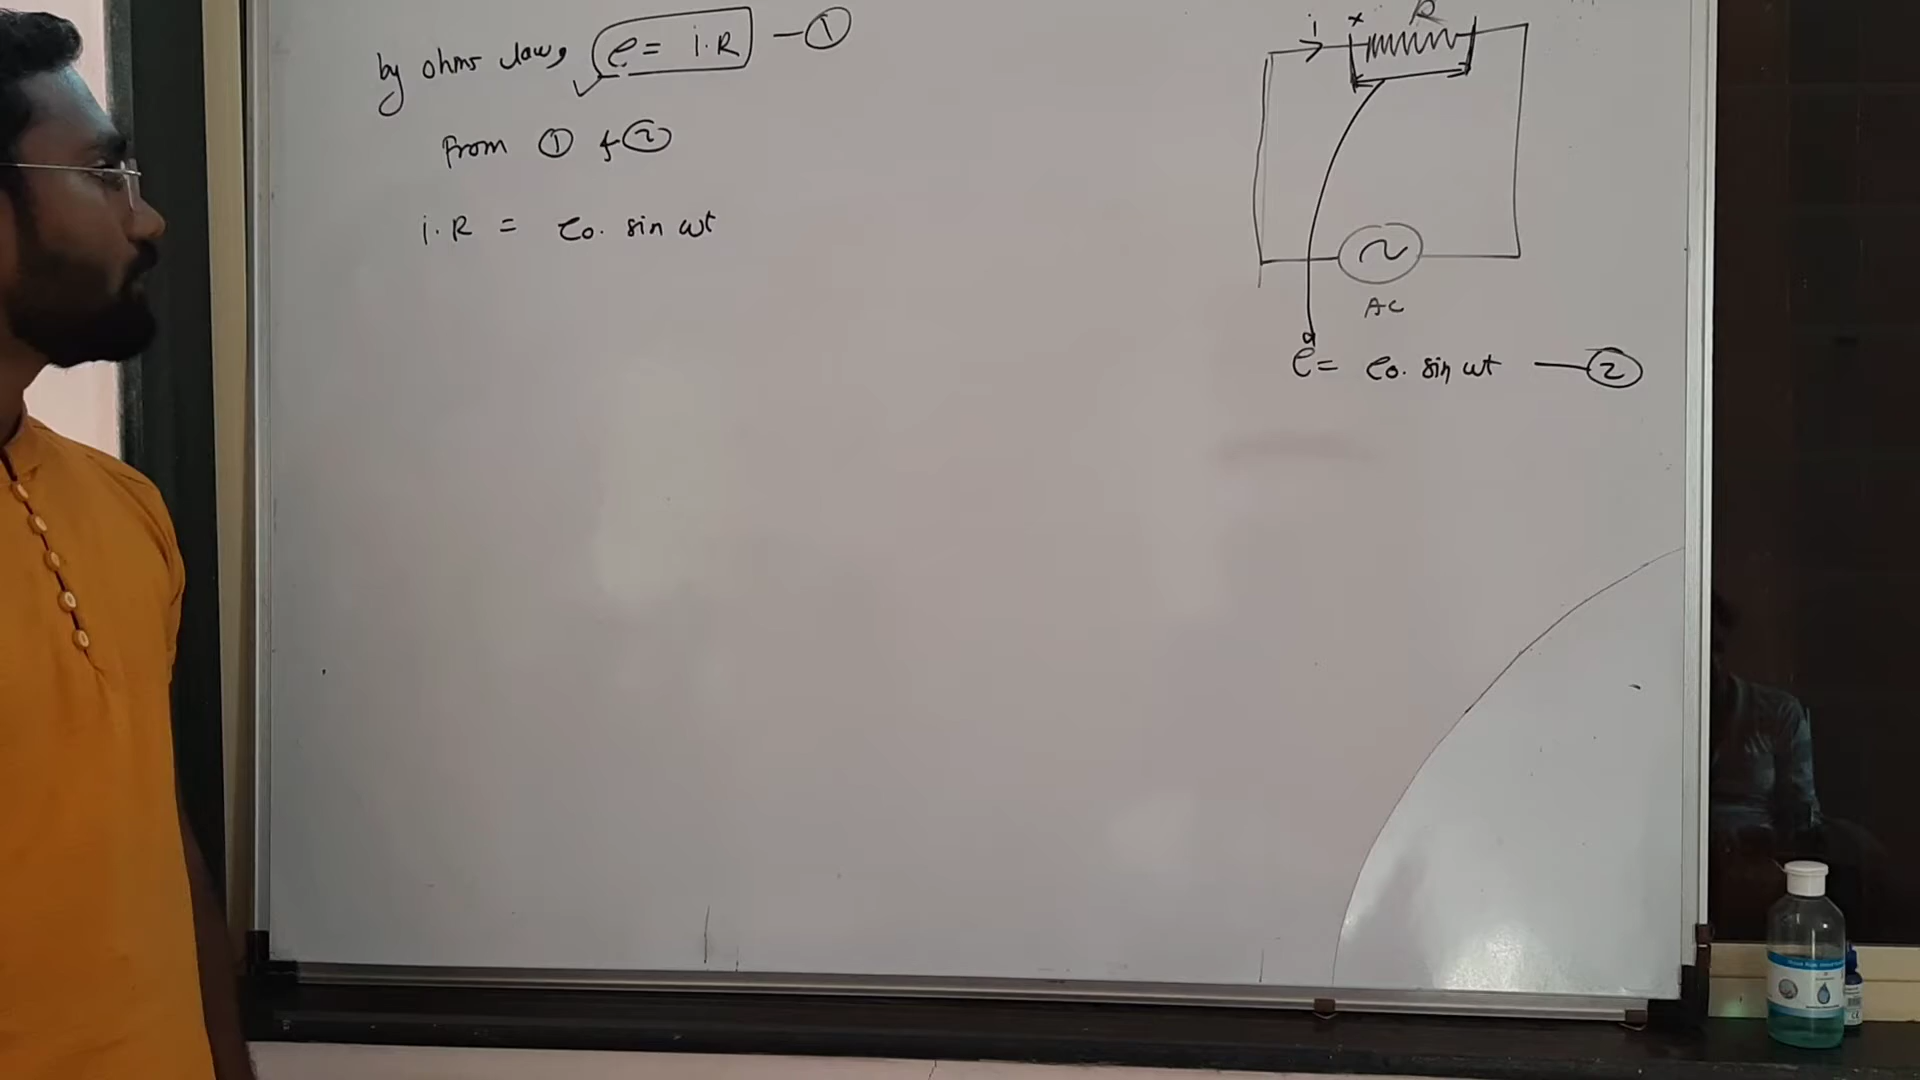 by ohms law, e = i.R — ①
from ① & ②
i.R = e0. sin ωt
i x R
~
AC
e = e0. sin ωt — ②